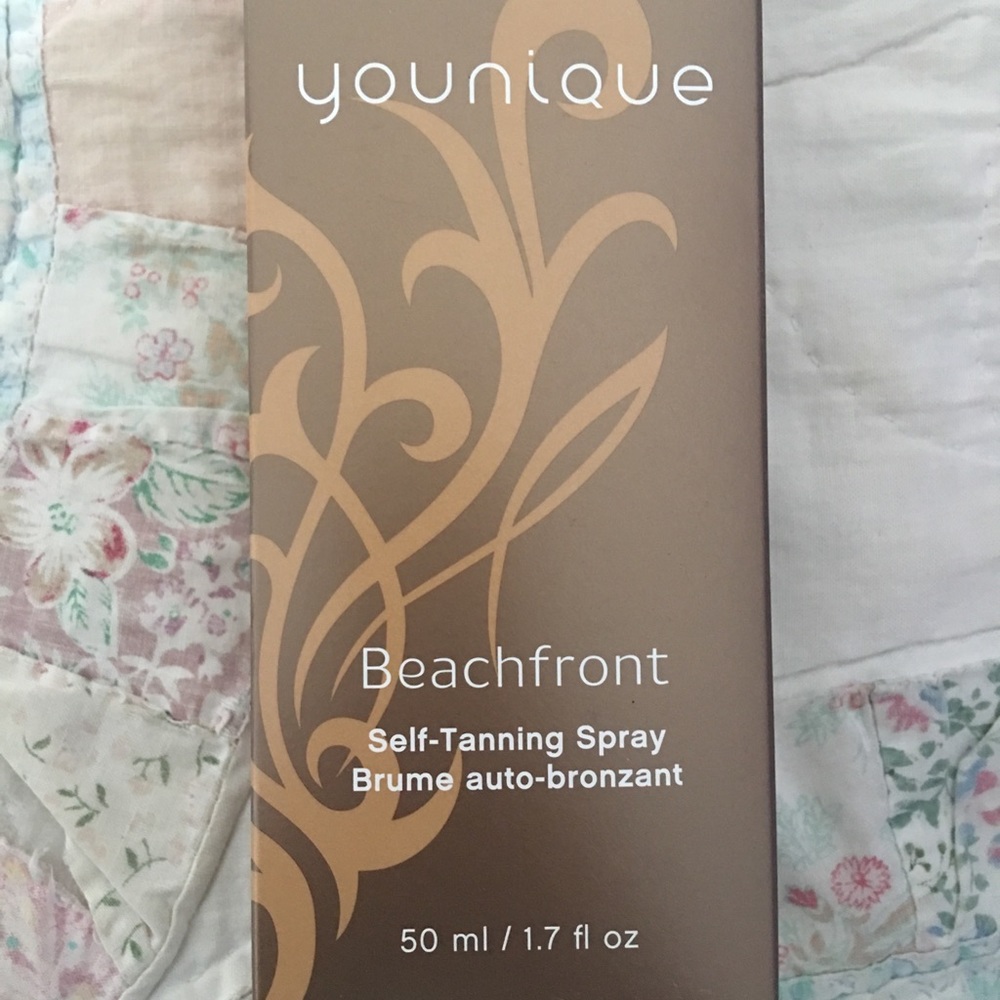 younique
Beachfront
Self-Tanning Spray
Brume auto-bronzant
50 ml / 1.7 fl oz